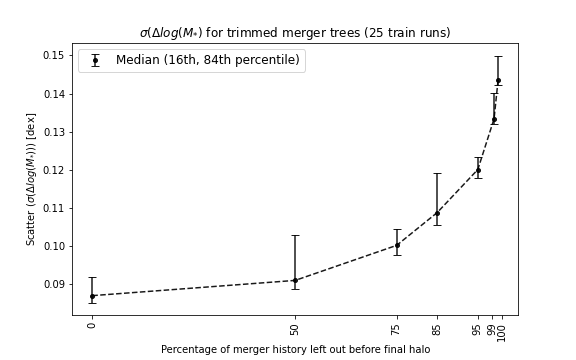 σ(Δlog(M*) for trimmed merger trees (25 train runs)
Median (16th, 84th percentile)
Scatter (σ(Δlog(M*))) [dex]
0.15
0.14
0.13
0.12
0.11
0.10
0.09
0 50 75 85 95 99 100
Percentage of merger history left out before final halo